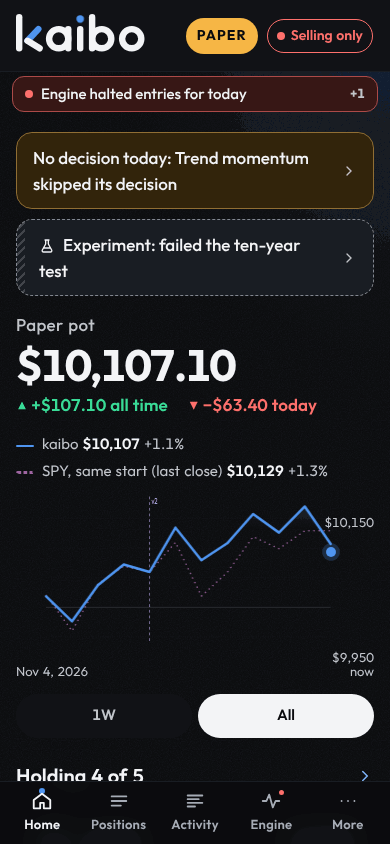 kaibo
PAPER
Selling only
Engine halted entries for today
+1
No decision today: Trend momentum
skipped its decision
Experiment: failed the ten-year
test
Paper pot
$10,107.10
▲ +$107.10 all time ▼ −$63.40 today
kaibo $10,107 +1.1%
SPY, same start (last close) $10,129 +1.3%
v2
$10,150
$9,950
Nov 4, 2026
now
1W
All
Holding 4 of 5
Home
Positions
Activity
Engine
More